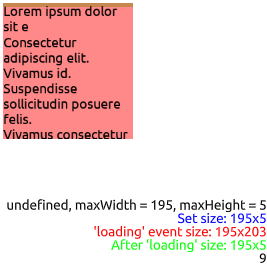 Lorem ipsum dolor
sit e
Consectetur
adipiscing elit.
Vivamus id.
Suspendisse
sollicitudin posuere
felis.
Vivamus consectetur
undefined, maxWidth = 195, maxHeight = 5
Set size: 195x5
'loading' event size: 195x203
After 'loading' size: 195x5
9